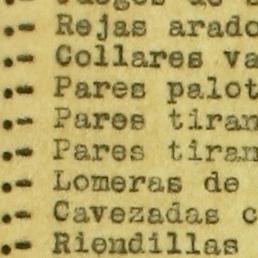 .- Rejas arado
.- Collares va
.- Pares palot
.- Pares tiran
.- Pares tiran
.- Lomeras de
.- Cavezadas c
.- Riendillas